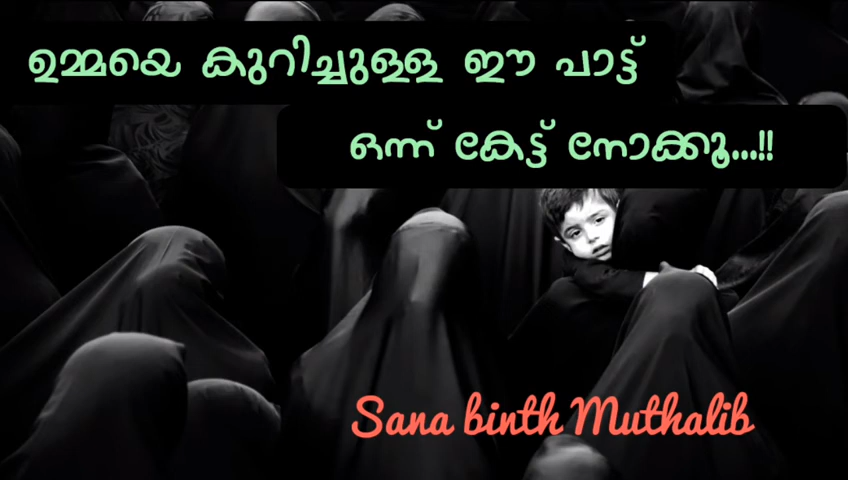 ഉമ്മയെ കുറിച്ചുള്ള ഈ പാട്ട്
ഒന്ന് കേട്ട് നോക്കൂ...!!
Sana binth Muthalib